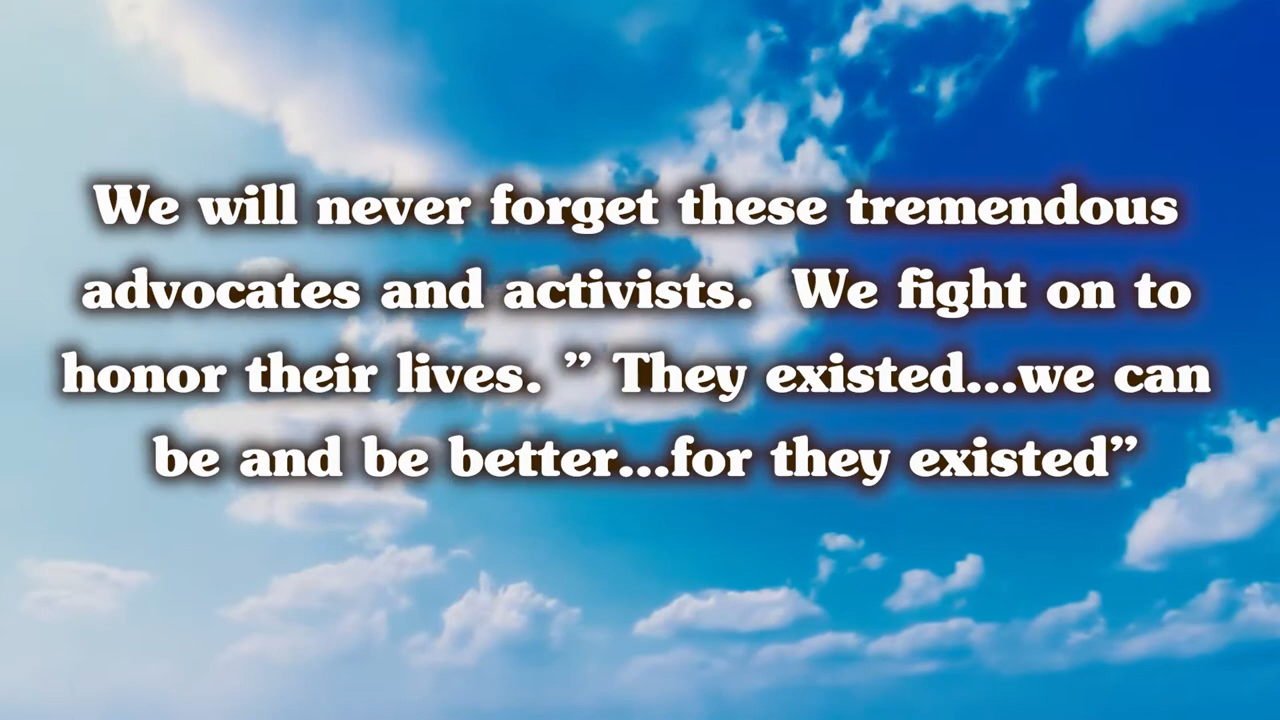 We will never forget these tremendous
advocates and activists.  We fight on to
honor their lives. ” They existed...we can
be and be better...for they existed”